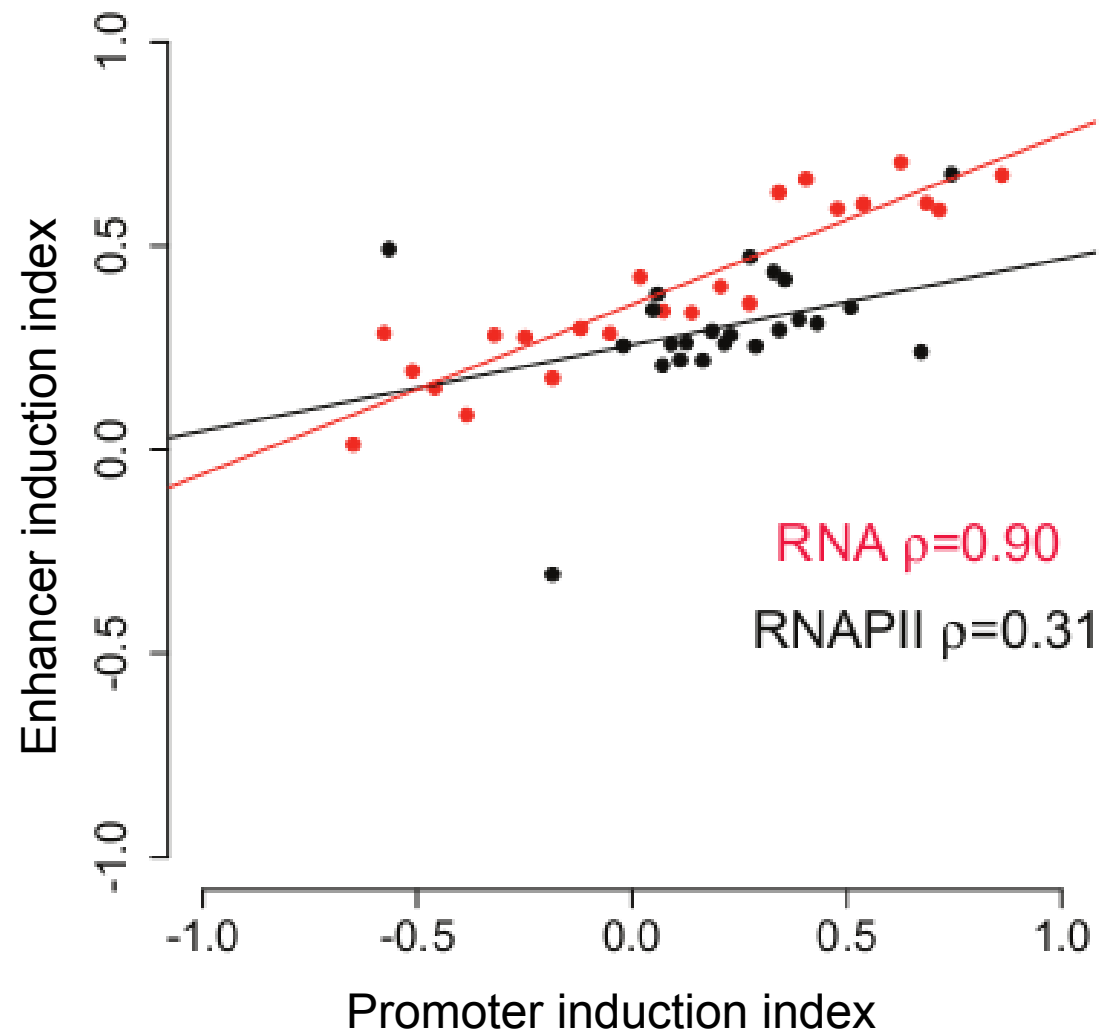 Enhancer induction index
1.0
0.5
0.0
-0.5
-1.0
RNA ρ=0.90
RNAPII ρ=0.31
-1.0 -0.5 0.0 0.5 1.0
Promoter induction index